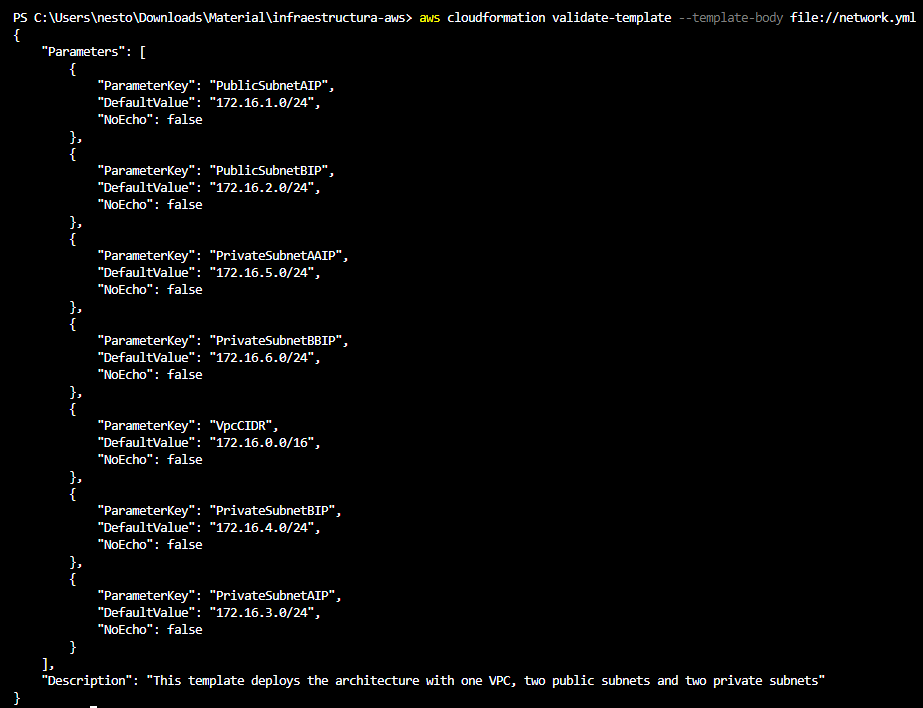 PS C:\Users\nesto\Downloads\Material\infraestructura-aws> aws cloudformation validate-template --template-body file://network.yml
{
    "Parameters": [
        {
            "ParameterKey": "PublicSubnetAIP",
            "DefaultValue": "172.16.1.0/24",
            "NoEcho": false
        },
        {
            "ParameterKey": "PublicSubnetBIP",
            "DefaultValue": "172.16.2.0/24",
            "NoEcho": false
        },
        {
            "ParameterKey": "PrivateSubnetAAIP",
            "DefaultValue": "172.16.5.0/24",
            "NoEcho": false
        },
        {
            "ParameterKey": "PrivateSubnetBBIP",
            "DefaultValue": "172.16.6.0/24",
            "NoEcho": false
        },
        {
            "ParameterKey": "VpcCIDR",
            "DefaultValue": "172.16.0.0/16",
            "NoEcho": false
        },
        {
            "ParameterKey": "PrivateSubnetBIP",
            "DefaultValue": "172.16.4.0/24",
            "NoEcho": false
        },
        {
            "ParameterKey": "PrivateSubnetAIP",
            "DefaultValue": "172.16.3.0/24",
            "NoEcho": false
        }
    ],
    "Description": "This template deploys the architecture with one VPC, two public subnets and two private subnets"
}